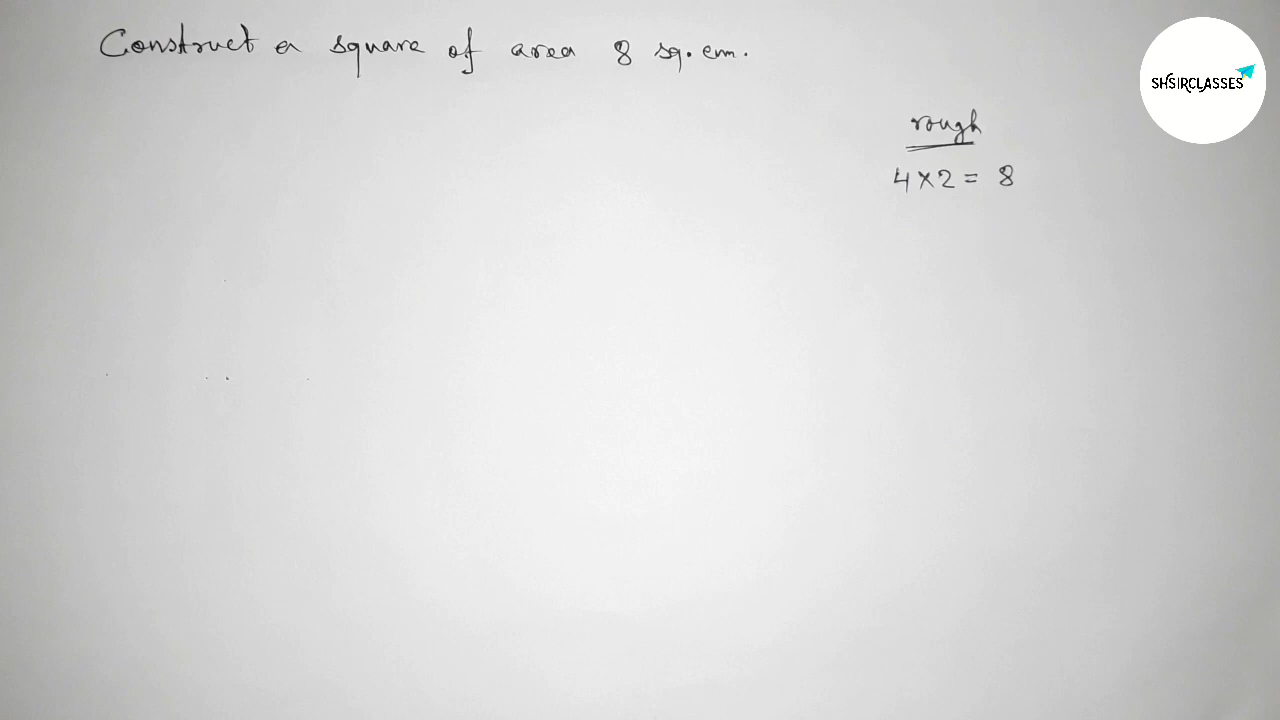 Construct a square of area 8 sq. cm.
SHSIRCLASSES
rough
4×2 = 8